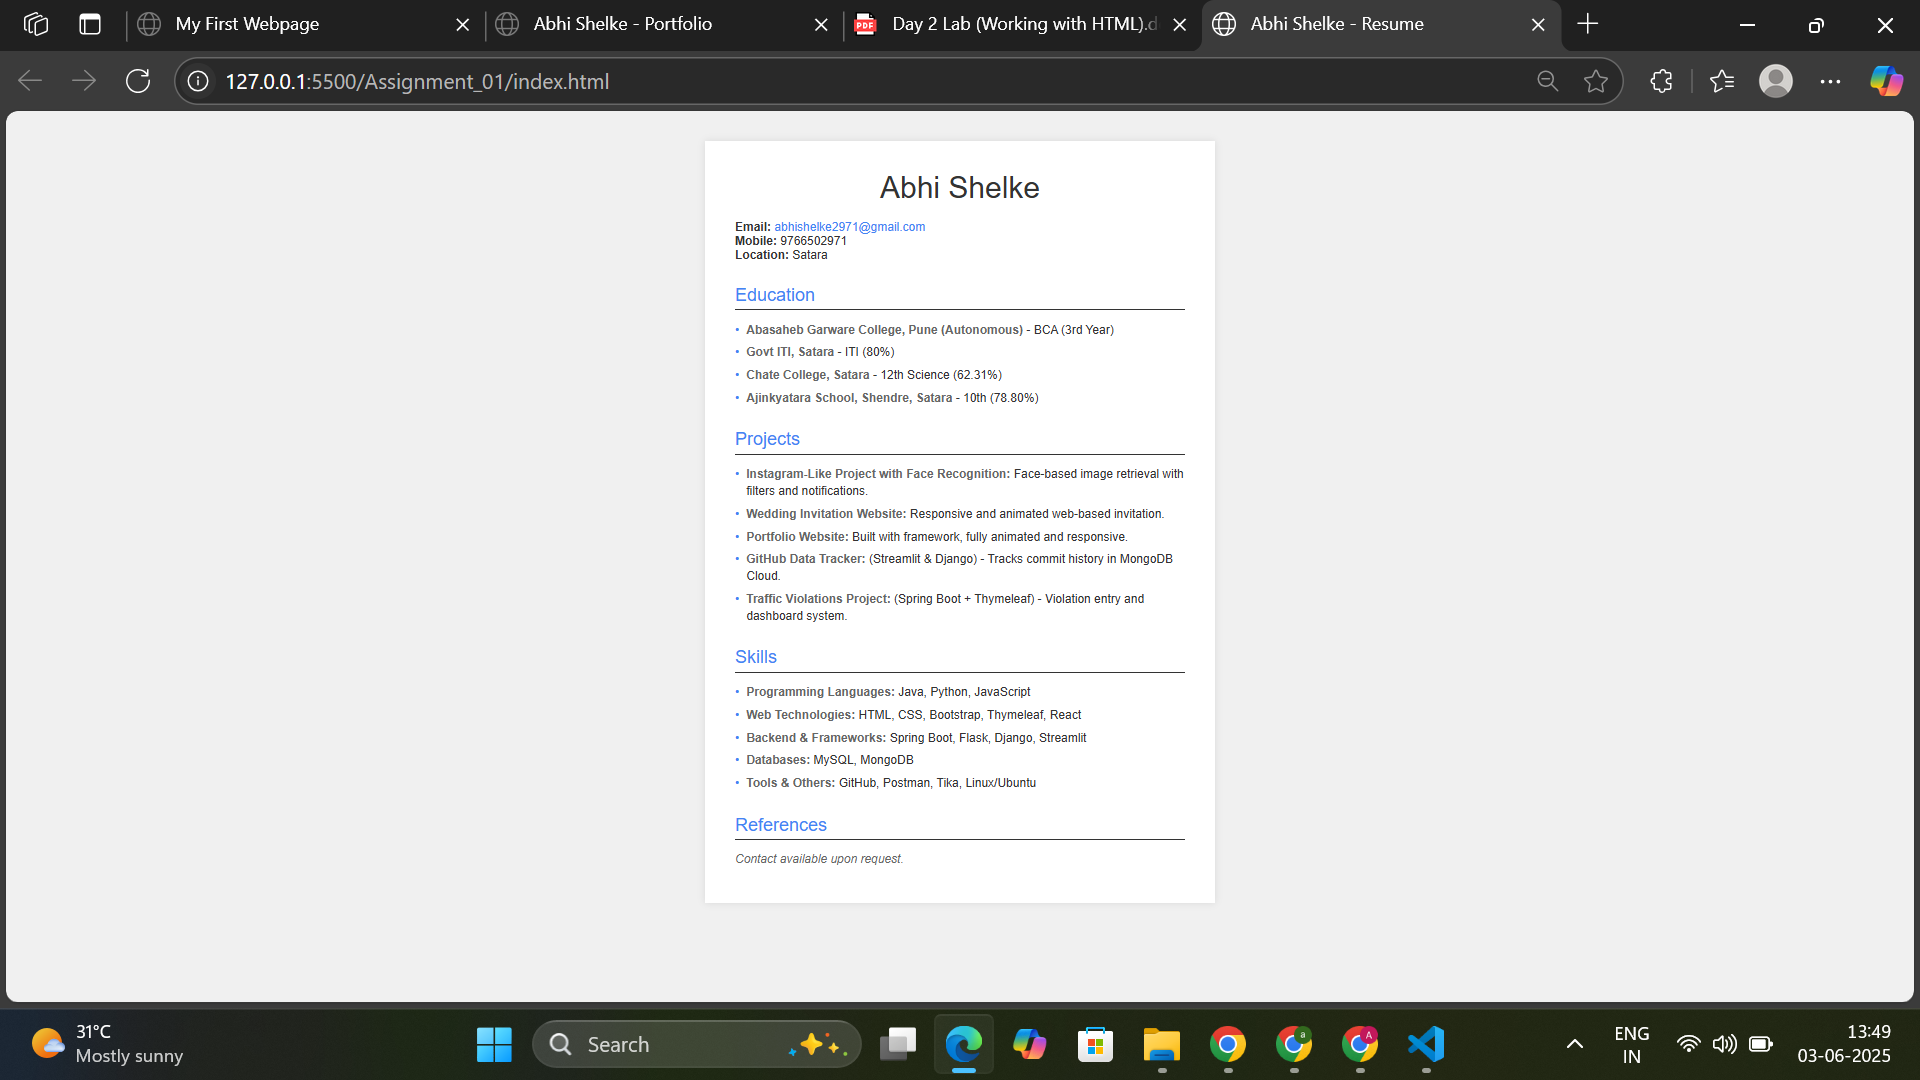 My First Webpage
Abhi Shelke - Portfolio
PDF
Day 2 Lab (Working with HTML).d
Abhi Shelke - Resume
127.0.0.1:5500/Assignment_01/index.html
Abhi Shelke
Email: abhishelke2971@gmail.com
Mobile: 9766502971
Location: Satara
Education
• Abasaheb Garware College, Pune (Autonomous) - BCA (3rd Year)
• Govt ITI, Satara - ITI (80%)
• Chate College, Satara - 12th Science (62.31%)
• Ajinkyatara School, Shendre, Satara - 10th (78.80%)
Projects
• Instagram-Like Project with Face Recognition: Face-based image retrieval with
filters and notifications.
• Wedding Invitation Website: Responsive and animated web-based invitation.
• Portfolio Website: Built with framework, fully animated and responsive.
• GitHub Data Tracker: (Streamlit & Django) - Tracks commit history in MongoDB
Cloud.
• Traffic Violations Project: (Spring Boot + Thymeleaf) - Violation entry and
dashboard system.
Skills
• Programming Languages: Java, Python, JavaScript
• Web Technologies: HTML, CSS, Bootstrap, Thymeleaf, React
• Backend & Frameworks: Spring Boot, Flask, Django, Streamlit
• Databases: MySQL, MongoDB
• Tools & Others: GitHub, Postman, Tika, Linux/Ubuntu
References
Contact available upon request.
31°C
Mostly sunny
Search
a
A
ENG
IN
13:49
03-06-2025